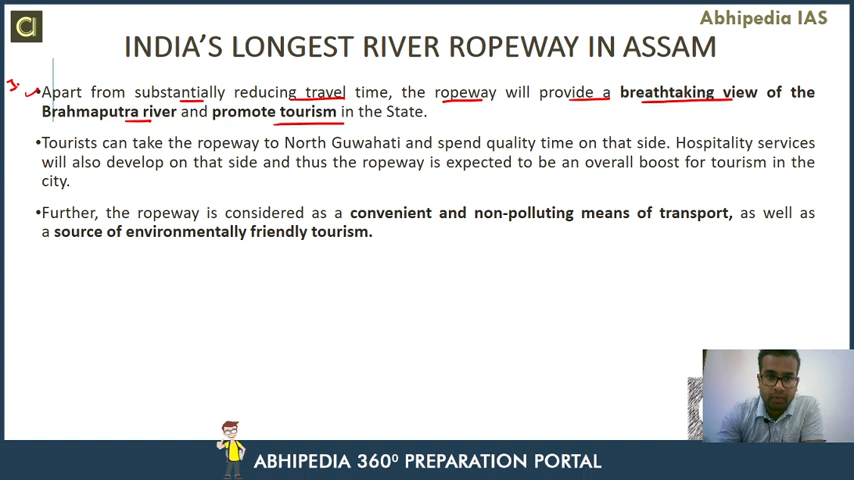 Abhipedia IAS
INDIA'S LONGEST RIVER ROPEWAY IN ASSAM
1.
•Apart from substantially reducing travel time, the ropeway will provide a breathtaking view of the
Brahmaputra river and promote tourism in the State.
•Tourists can take the ropeway to North Guwahati and spend quality time on that side. Hospitality services
will also develop on that side and thus the ropeway is expected to be an overall boost for tourism in the
city.
•Further, the ropeway is considered as a convenient and non-polluting means of transport, as well as
a source of environmentally friendly tourism.
ABHIPEDIA 360⁰ PREPARATION PORTAL